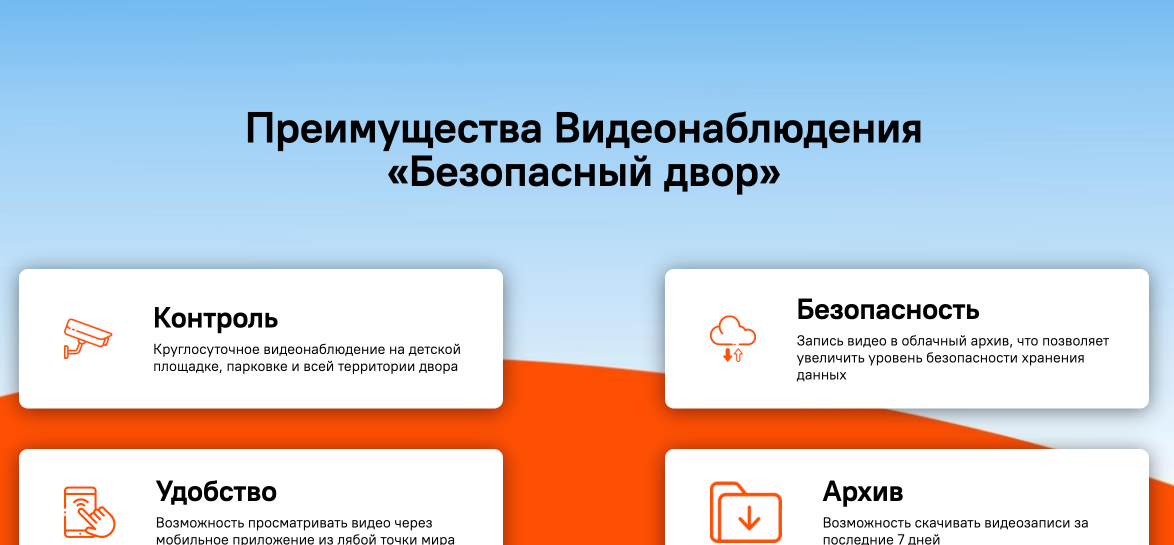 Преимущества Видеонаблюдения
«Безопасный двор»
Контроль
Круглосуточное видеонаблюдение на детской
площадке, парковке и всей территории двора
Безопасность
Запись видео в облачный архив, что позволяет
увеличить уровень безопасности хранения
данных
Удобство
Возможность просматривать видео через
мобильное приложение из лябой точки мира
Архив
Возможность скачивать видеозаписи за
последние 7 дней